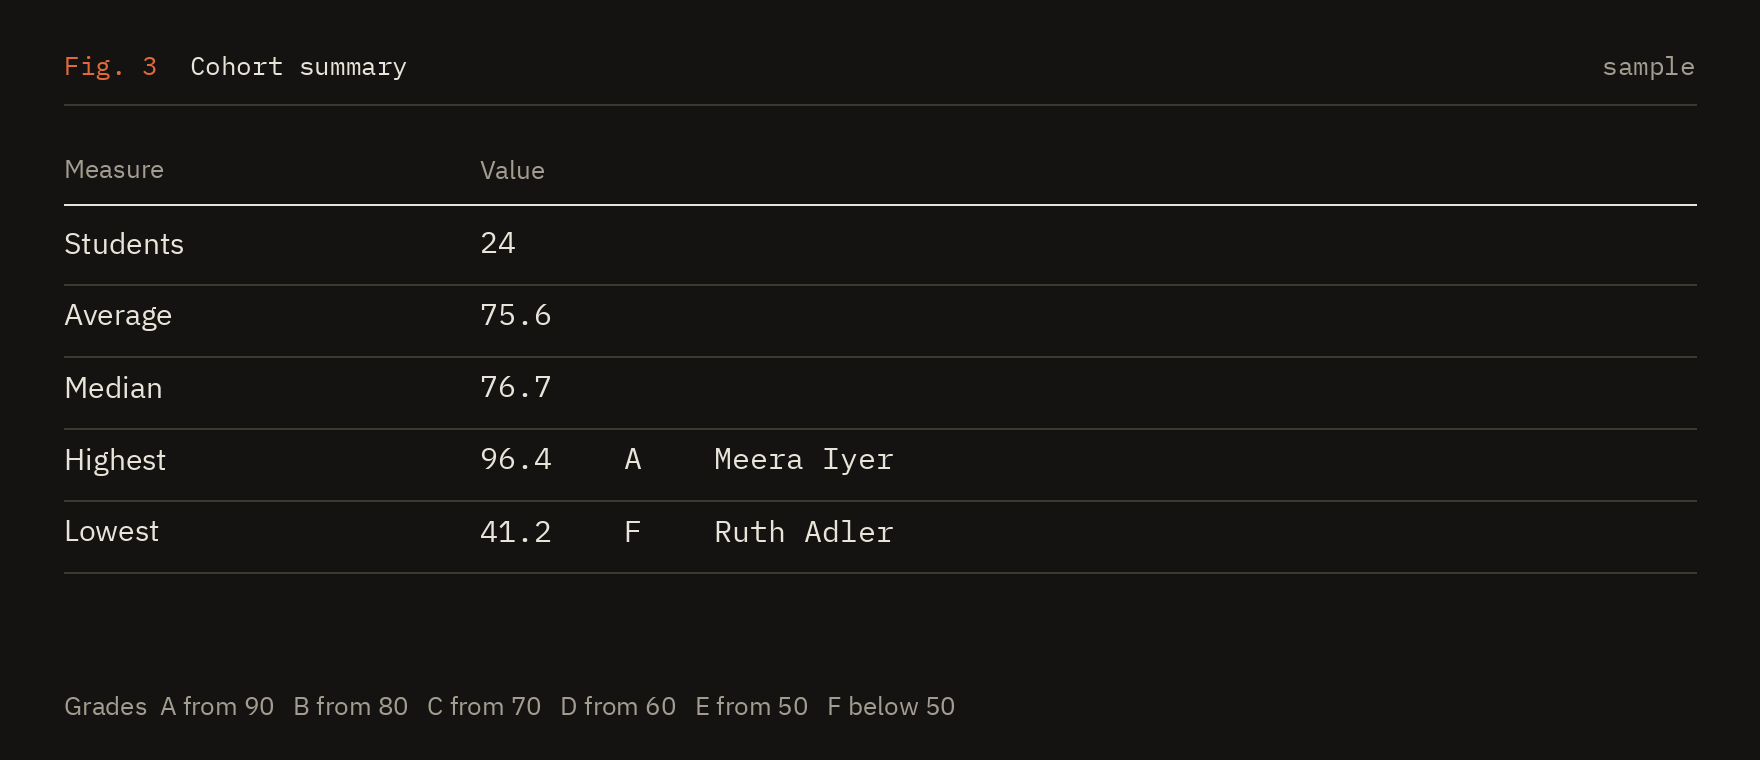 Fig. 3 Cohort summary sample
Measure Value
Students 24
Average 75.6
Median 76.7
Highest 96.4 A Meera Iyer
Lowest 41.2 F Ruth Adler
Grades A from 90 B from 80 C from 70 D from 60 E from 50 F below 50